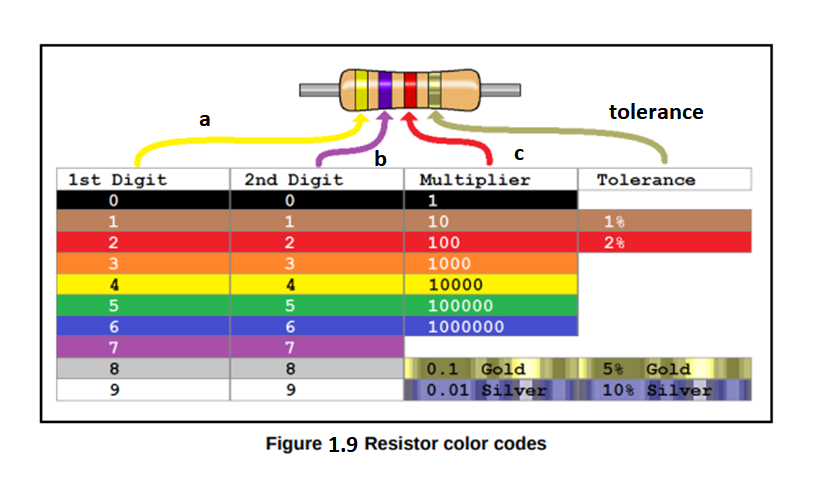 a
tolerance
b
c
1st Digit 2nd Digit Multiplier Tolerance
0 0 1
1 1 10 1%
2 2 100 2%
3 3 1000
4 4 10000
5 5 100000
6 6 1000000
7 7
8 8 0.1 Gold 5% Gold
9 9 0.01 Silver 10% Silver
Figure 1.9 Resistor color codes